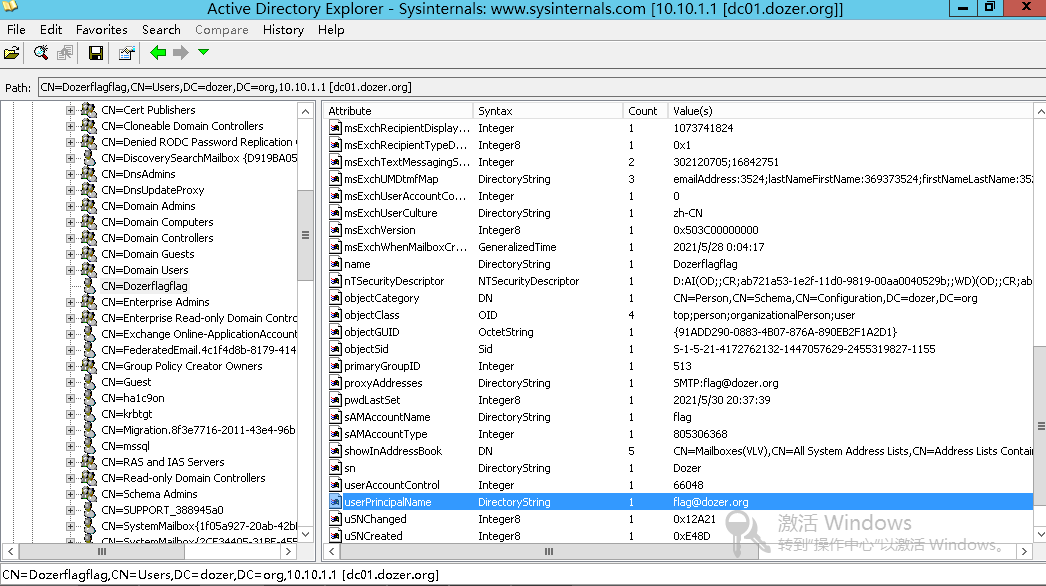 Active Directory Explorer - Sysinternals: www.sysinternals.com [10.10.1.1 [dc01.dozer.org]]
File Edit Favorites Search Compare History Help
Path: CN=Dozerflagflag,CN=Users,DC=dozer,DC=org,10.10.1.1 [dc01.dozer.org]
CN=Cert Publishers
CN=Cloneable Domain Controllers
CN=Denied RODC Password Replication
CN=DiscoverySearchMailbox {D919BA05
CN=DnsAdmins
CN=DnsUpdateProxy
CN=Domain Admins
CN=Domain Computers
CN=Domain Controllers
CN=Domain Guests
CN=Domain Users
CN=Dozerflagflag
CN=Enterprise Admins
CN=Enterprise Read-only Domain Contro
CN=Exchange Online-ApplicationAccount
CN=FederatedEmail.4c1f4d8b-8179-414
CN=Group Policy Creator Owners
CN=Guest
CN=ha1c9on
CN=krbtgt
CN=Migration.8f3e7716-2011-43e4-96b
CN=mssql
CN=RAS and IAS Servers
CN=Read-only Domain Controllers
CN=Schema Admins
CN=SUPPORT_388945a0
CN=SystemMailbox{1f05a927-20ab-42bf
CN=SystemMailbox{2CE34405-31BE-455
Attribute Syntax Count Value(s)
msExchRecipientDisplay... Integer 1 1073741824
msExchRecipientTypeD... Integer8 1 0x1
msExchTextMessagingS... Integer 2 302120705;16842751
msExchUMDtmfMap DirectoryString 3 emailAddress:3524;lastNameFirstName:369373524;firstNameLastName:352
msExchUserAccountCo... Integer 1 0
msExchUserCulture DirectoryString 1 zh-CN
msExchVersion Integer8 1 0x503C00000000
msExchWhenMailboxCr... GeneralizedTime 1 2021/5/28 0:04:17
name DirectoryString 1 Dozerflagflag
nTSecurityDescriptor NTSecurityDescriptor 1 D:AI(OD;;CR;ab721a53-1e2f-11d0-9819-00aa0040529b;;WD)(OD;;CR;ab
objectCategory DN 1 CN=Person,CN=Schema,CN=Configuration,DC=dozer,DC=org
objectClass OID 4 top;person;organizationalPerson;user
objectGUID OctetString 1 {91ADD290-0883-4B07-876A-890EB2F1A2D1}
objectSid Sid 1 S-1-5-21-4172762132-1447057629-2455319827-1155
primaryGroupID Integer 1 513
proxyAddresses DirectoryString 1 SMTP:flag@dozer.org
pwdLastSet Integer8 1 2021/5/30 20:37:39
sAMAccountName DirectoryString 1 flag
sAMAccountType Integer 1 805306368
showInAddressBook DN 5 CN=Mailboxes(VLV),CN=All System Address Lists,CN=Address Lists Contain
sn DirectoryString 1 Dozer
userAccountControl Integer 1 66048
userPrincipalName DirectoryString 1 flag@dozer.org
uSNChanged Integer8 1 0x12A21
uSNCreated Integer8 1 0xE48D
激活 Windows
转到"操作中心"以激活 Windows。
CN=Dozerflagflag,CN=Users,DC=dozer,DC=org,10.10.1.1 [dc01.dozer.org]